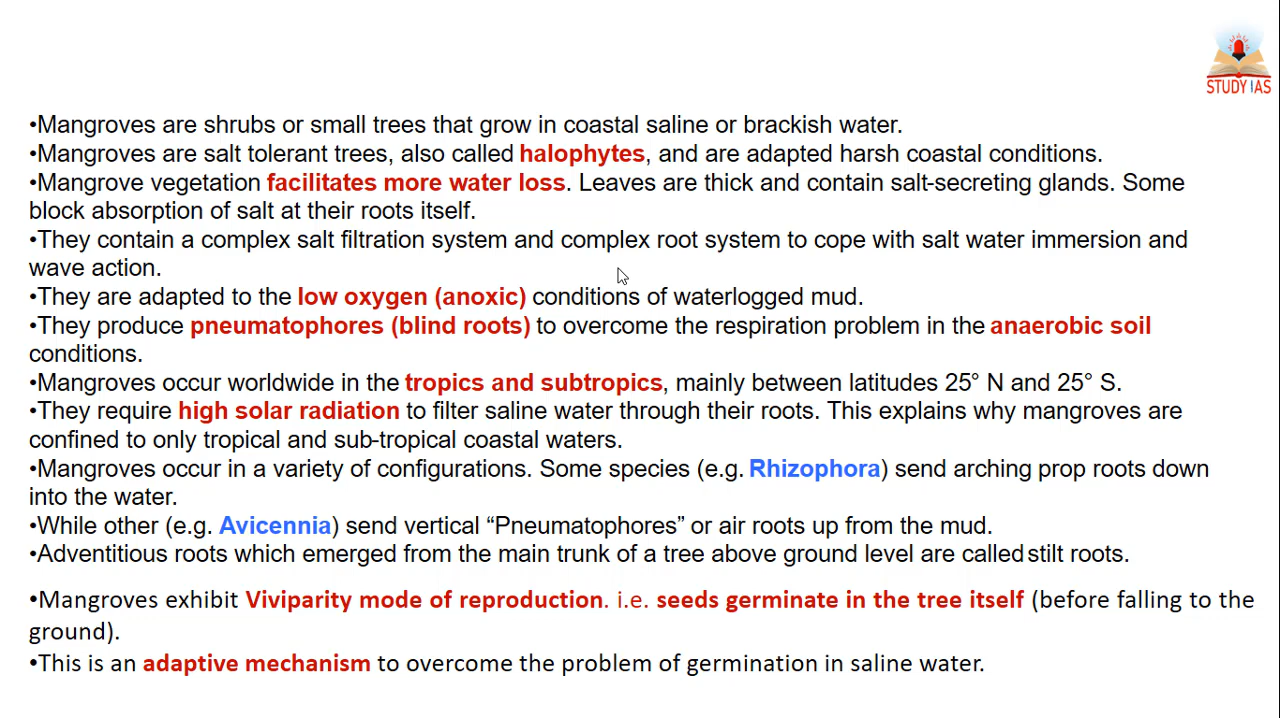 STUDY IAS
•Mangroves are shrubs or small trees that grow in coastal saline or brackish water.
•Mangroves are salt tolerant trees, also called halophytes, and are adapted harsh coastal conditions.
•Mangrove vegetation facilitates more water loss. Leaves are thick and contain salt-secreting glands. Some
block absorption of salt at their roots itself.
•They contain a complex salt filtration system and complex root system to cope with salt water immersion and
wave action.
•They are adapted to the low oxygen (anoxic) conditions of waterlogged mud.
•They produce pneumatophores (blind roots) to overcome the respiration problem in the anaerobic soil
conditions.
•Mangroves occur worldwide in the tropics and subtropics, mainly between latitudes 25° N and 25° S.
•They require high solar radiation to filter saline water through their roots. This explains why mangroves are
confined to only tropical and sub-tropical coastal waters.
•Mangroves occur in a variety of configurations. Some species (e.g. Rhizophora) send arching prop roots down
into the water.
•While other (e.g. Avicennia) send vertical “Pneumatophores” or air roots up from the mud.
•Adventitious roots which emerged from the main trunk of a tree above ground level are called stilt roots.
•Mangroves exhibit Viviparity mode of reproduction. i.e. seeds germinate in the tree itself (before falling to the
ground).
•This is an adaptive mechanism to overcome the problem of germination in saline water.